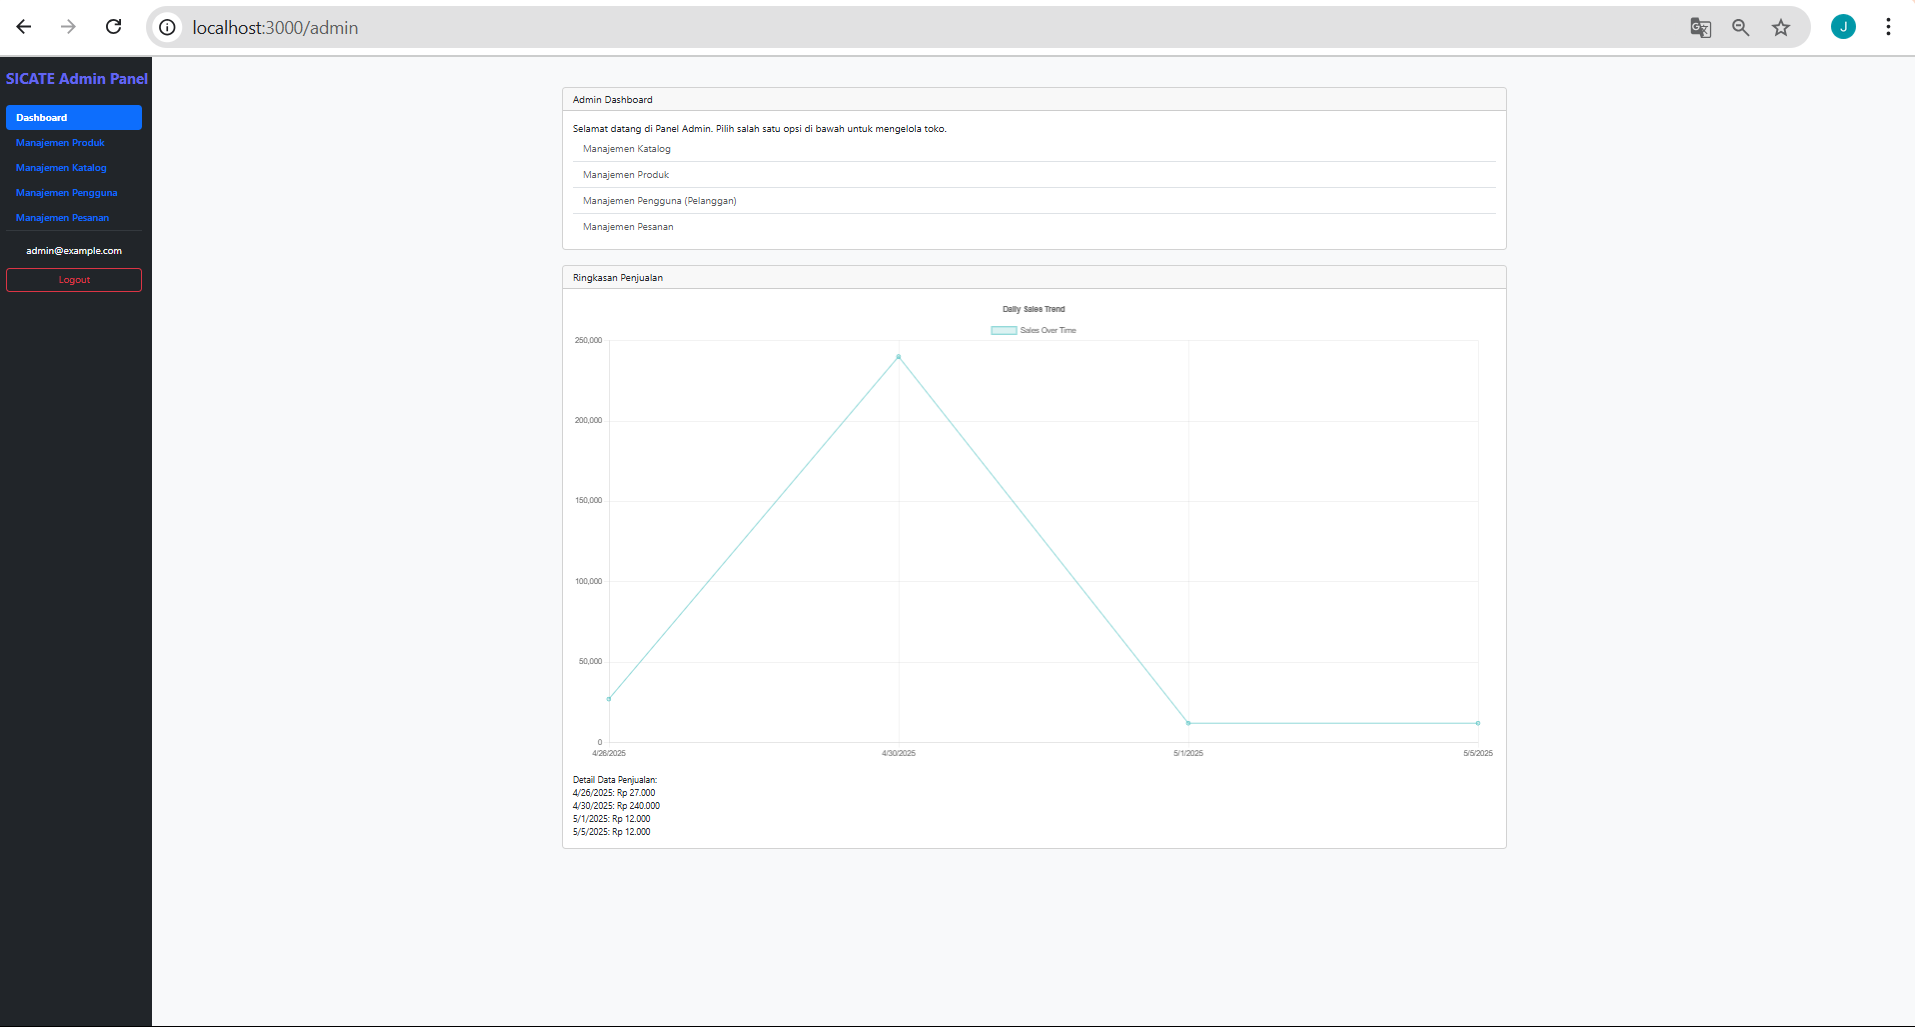 localhost:3000/admin
J
SICATE Admin Panel
Dashboard
Manajemen Produk
Manajemen Katalog
Manajemen Pengguna
Manajemen Pesanan
admin@example.com
Logout
Admin Dashboard
Selamat datang di Panel Admin. Pilih salah satu opsi di bawah untuk mengelola toko.
Manajemen Katalog
Manajemen Produk
Manajemen Pengguna (Pelanggan)
Manajemen Pesanan
Ringkasan Penjualan
Daily Sales Trend
Sales Over Time
250,000
200,000
150,000
100,000
50,000
0
4/26/2025 4/30/2025 5/1/2025 5/5/2025
Detail Data Penjualan:
4/26/2025: Rp 27.000
4/30/2025: Rp 240.000
5/1/2025: Rp 12.000
5/5/2025: Rp 12.000